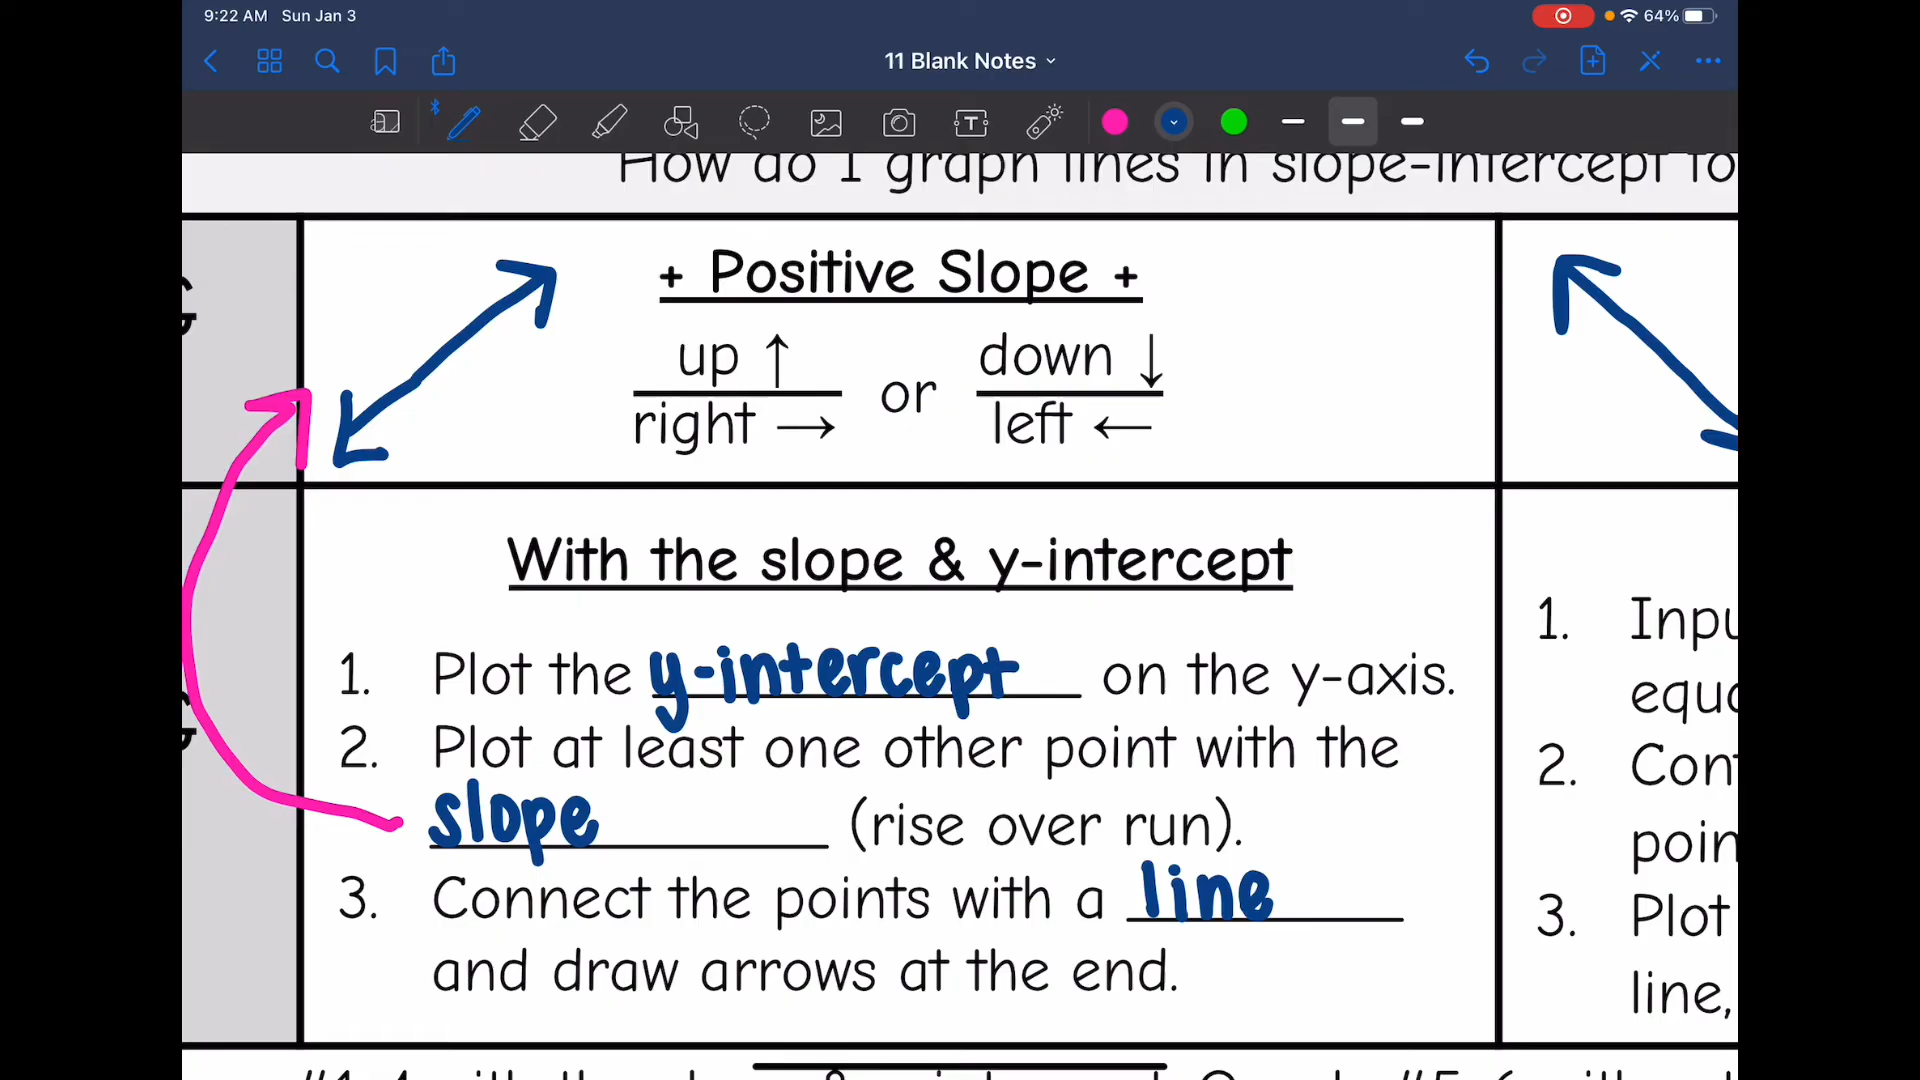 9:22 AM Sun Jan 3
64%
11 Blank Notes
How do I graph lines in slope-intercept fo
+ Positive Slope +
up ↑ or down ↓
right → left ←
With the slope & y-intercept
1. Plot the y-intercept on the y-axis.
2. Plot at least one other point with the
slope (rise over run).
3. Connect the points with a line
and draw arrows at the end.
1. Inpu
equa
2. Con
poin
3. Plot
line,